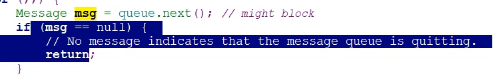 Message msg = queue.next(); // might block
if (msg == null) {
// No message indicates that the message queue is quitting.
return;
}